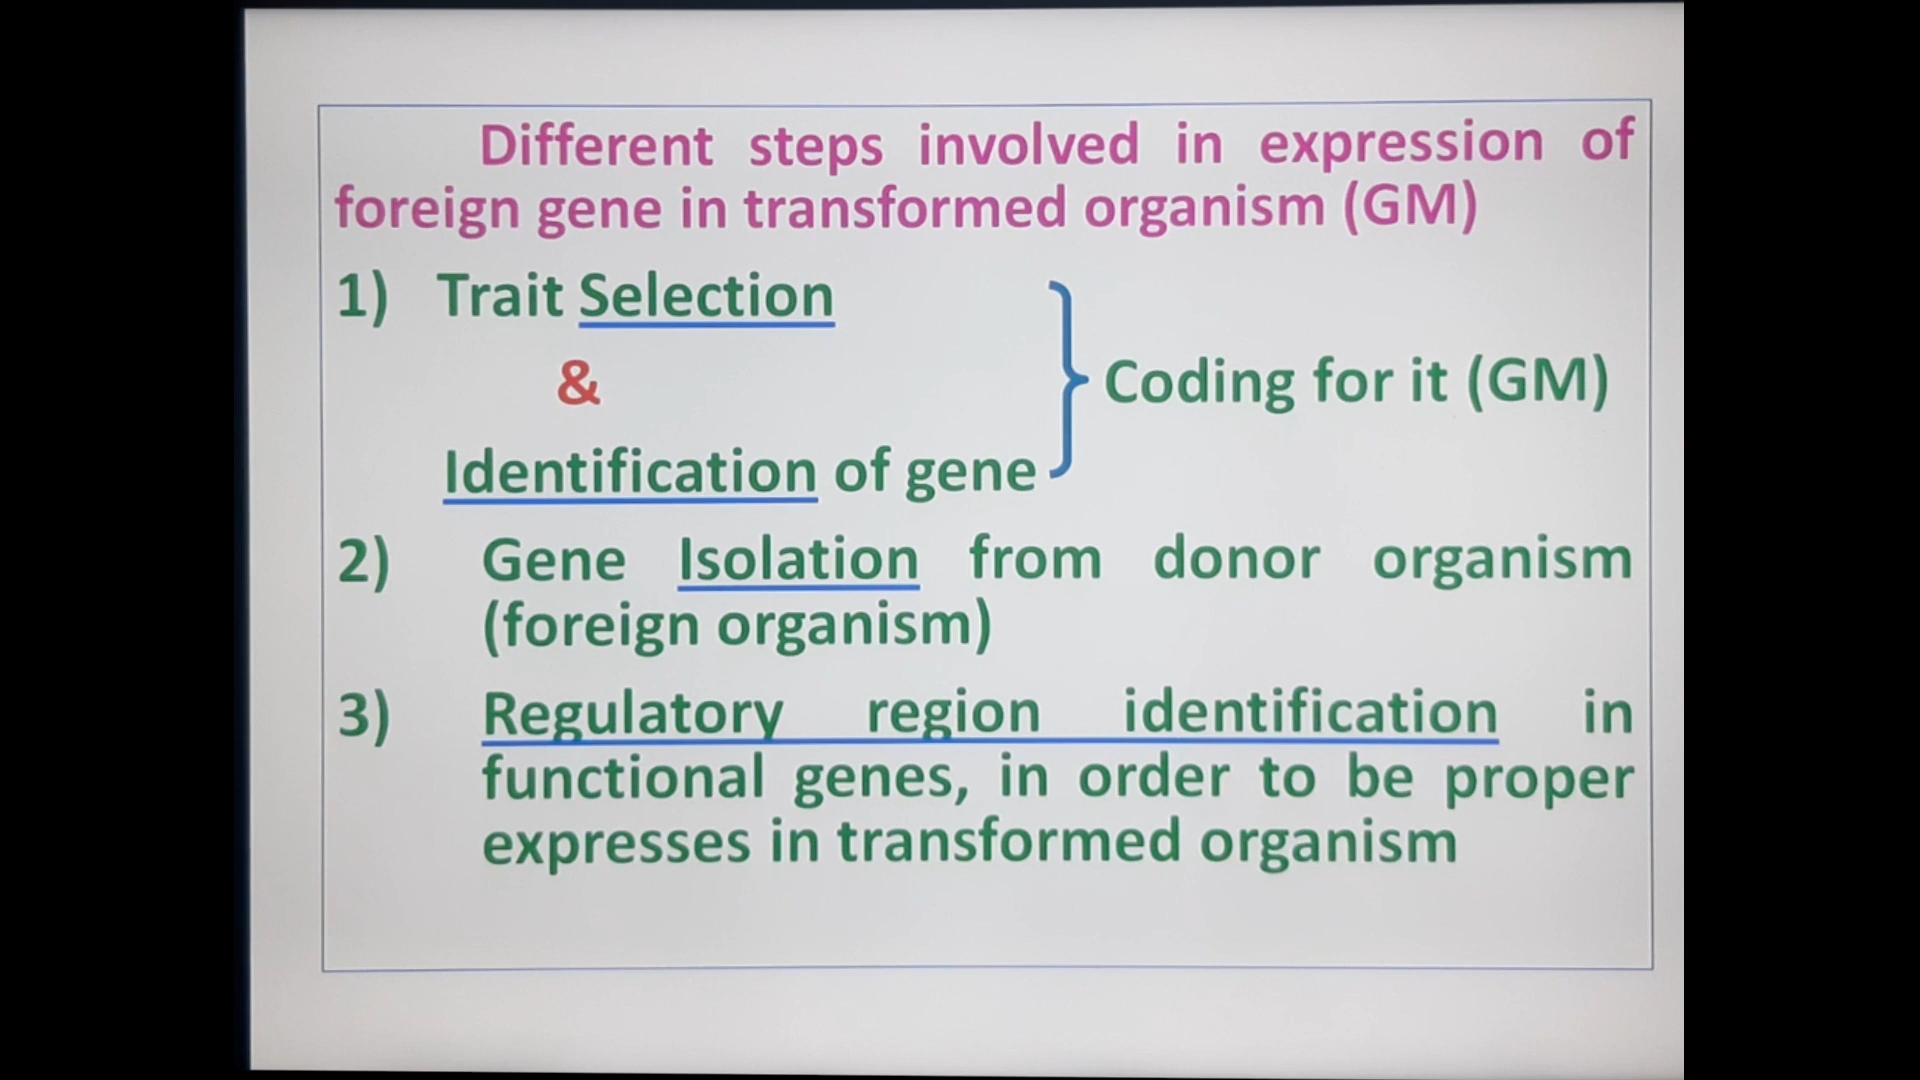 Different steps involved in expression of
foreign gene in transformed organism (GM)
1) Trait Selection
&
Coding for it (GM)
Identification of gene
2) Gene Isolation from donor organism
(foreign organism)
3) Regulatory region identification in
functional genes, in order to be proper
expresses in transformed organism